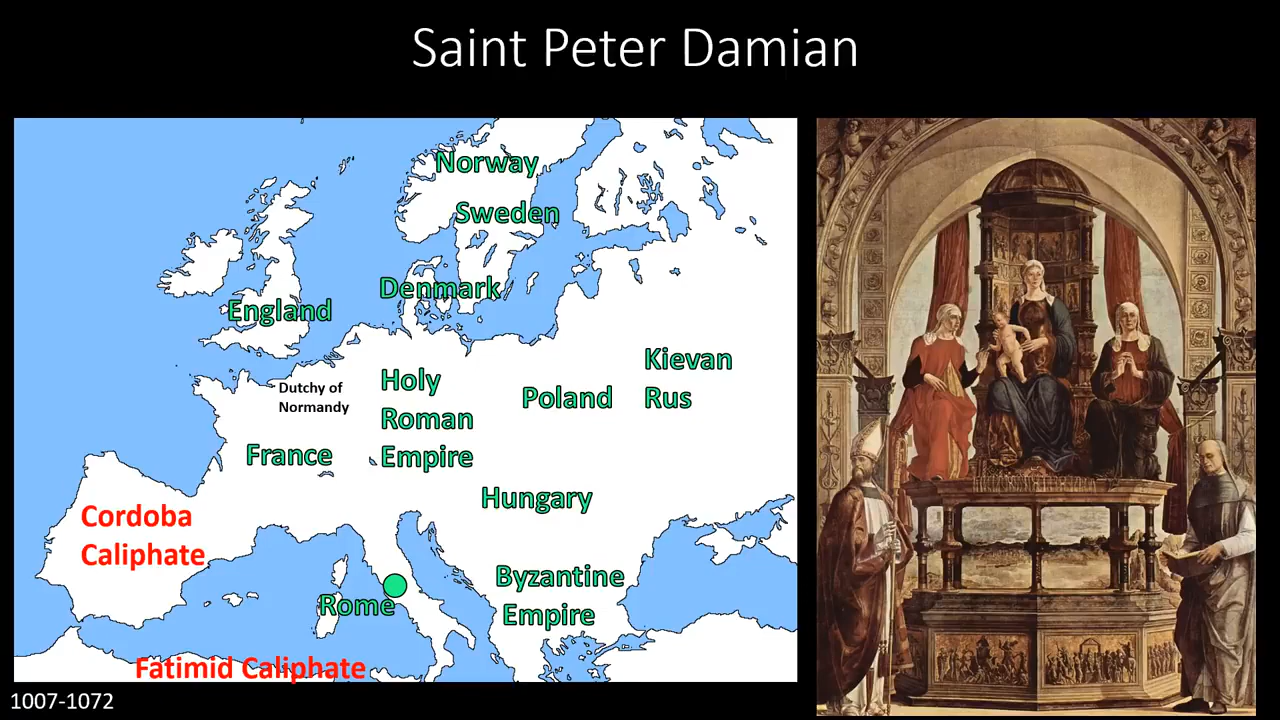 Saint Peter Damian
Norway
Sweden
Denmark
England
Kievan
Rus
Dutchy of
Normandy
Holy
Roman
Empire
Poland
France
Hungary
Cordoba
Caliphate
Byzantine
Empire
Rome
Fatimid Caliphate
1007-1072